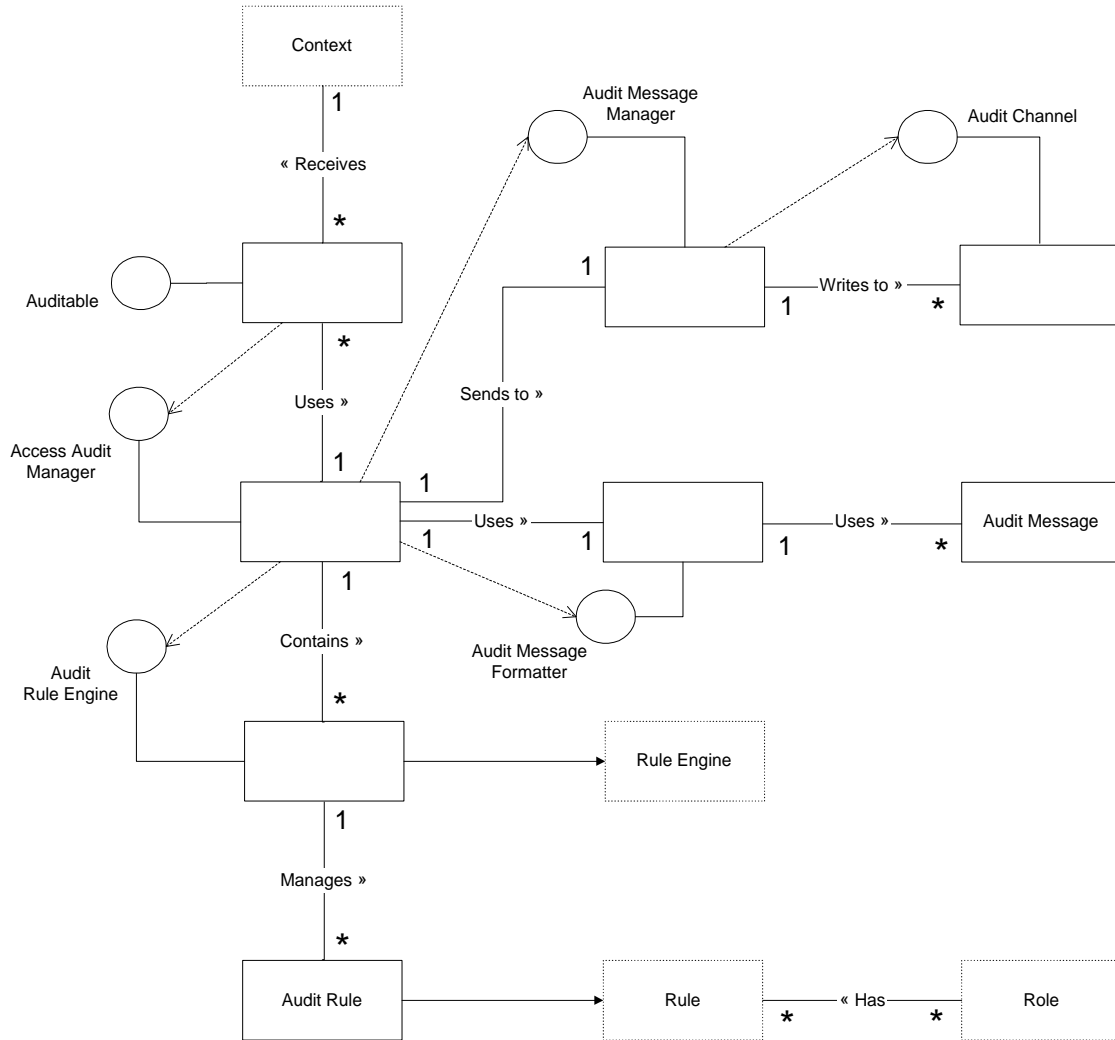 Context
1
« Receives
*
Audit Message
Manager
Audit Channel
Auditable
*
1
Writes to »
1
*
Uses »
Sends to »
Access Audit
Manager
1
1
Uses »
1
1
Uses »
1
*
Audit Message
1
Contains »
Audit Message
Formatter
Audit
Rule Engine
*
Rule Engine
1
Manages »
*
Audit Rule
Rule
*
« Has
*
Role